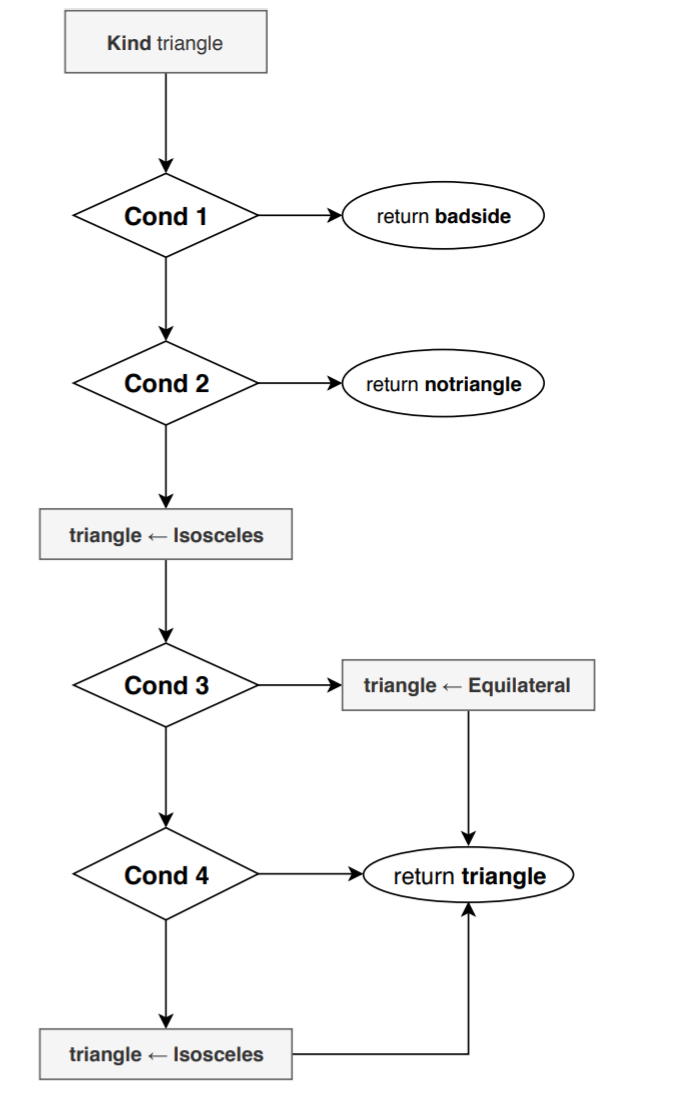 Kind triangle
Cond 1
return badside
Cond 2
return notriangle
triangle ← Isosceles
Cond 3
triangle ← Equilateral
Cond 4
return triangle
triangle ← Isosceles